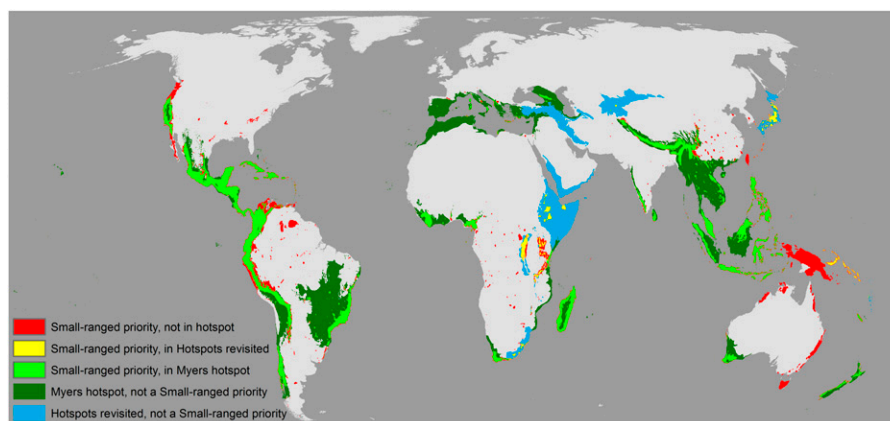 Small-ranged priority, not in hotspot
Small-ranged priority, in Hotspots revisited
Small-ranged priority, in Myers hotspot
Myers hotspot, not a Small-ranged priority
Hotspots revisited, not a Small-ranged priority